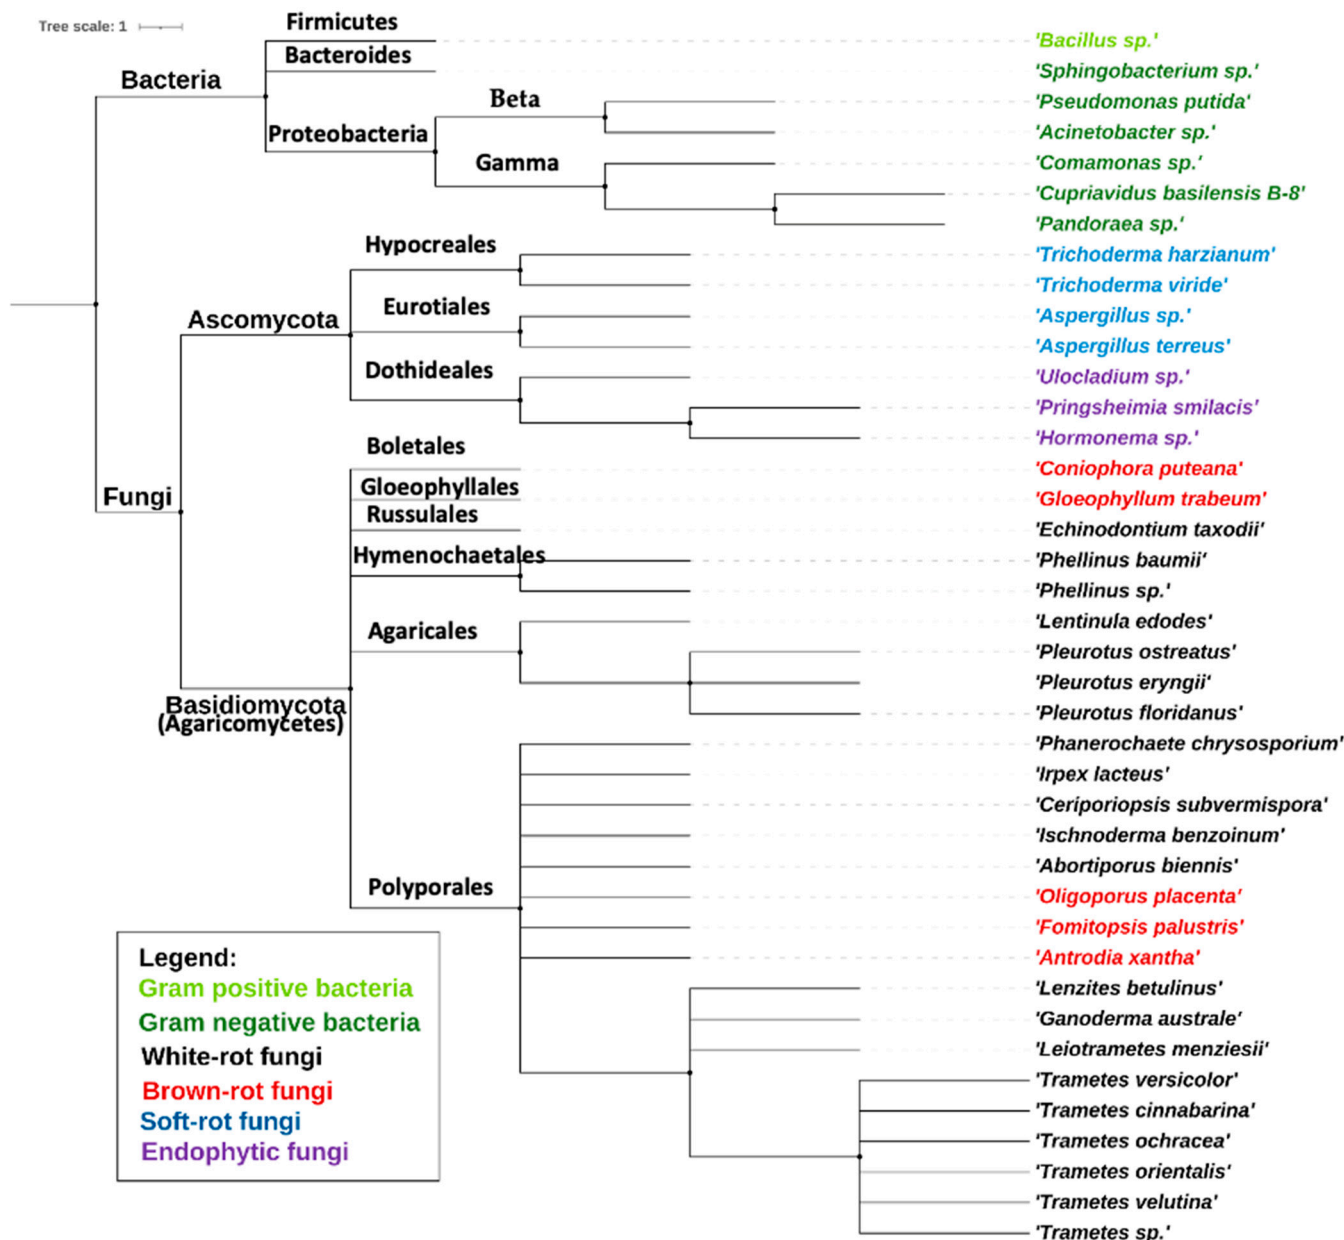 Tree scale: 1
Firmicutes
'Bacillus sp.'
Bacteroides
'Sphingobacterium sp.'
Bacteria
Beta
'Pseudomonas putida'
Proteobacteria
'Acinetobacter sp.'
Gamma
'Comamonas sp.'
'Cupriavidus basilensis B-8'
'Pandoraea sp.'
Hypocreales
'Trichoderma harzianum'
'Trichoderma viride'
Eurotiales
'Aspergillus sp.'
Ascomycota
'Aspergillus terreus'
Dothideales
'Ulocladium sp.'
'Pringsheimia smilacis'
'Hormonema sp.'
Boletales
'Coniophora puteana'
Gloeophyllales
Fungi
'Gloeophyllum trabeum'
Russulales
'Echinodontium taxodii'
Hymenochaetales
'Phellinus baumii'
'Phellinus sp.'
'Lentinula edodes'
Agaricales
'Pleurotus ostreatus'
'Pleurotus eryngii'
Basidiomycota
(Agaricomycetes)
'Pleurotus floridanus'
'Phanerochaete chrysosporium'
'Irpex lacteus'
'Ceriporiopsis subvermispora'
'Ischnoderma benzoinum'
'Abortiporus biennis'
Polyporales
'Oligoporus placenta'
'Fomitopsis palustris'
'Antrodia xantha'
'Lenzites betulinus'
'Ganoderma australe'
'Leiotrametes menziesii'
'Trametes versicolor'
'Trametes cinnabarina'
'Trametes ochracea'
'Trametes orientalis'
'Trametes velutina'
'Trametes sp.'
Legend:
Gram positive bacteria
Gram negative bacteria
White-rot fungi
Brown-rot fungi
Soft-rot fungi
Endophytic fungi